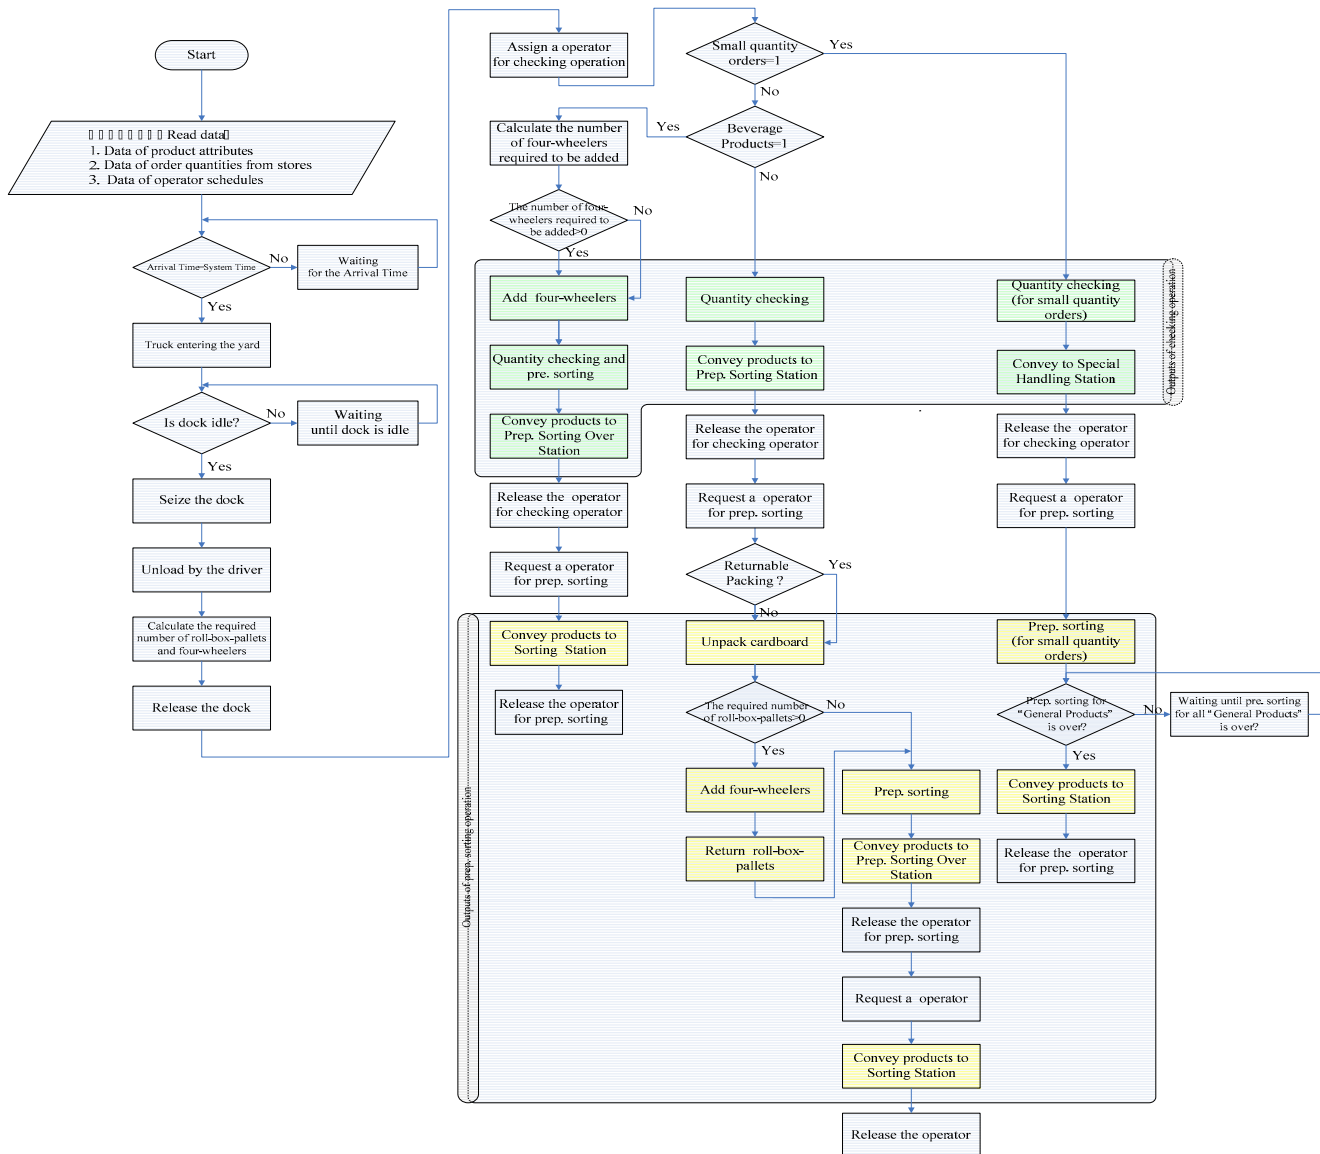 Start
Read data
1. Data of product attributes
2. Data of order quantities from stores
3. Data of operator schedules
Arrival Time=System Time
No
Waiting
for the Arrival Time
Yes
Truck entering the yard
Is dock idle?
No
Waiting
until dock is idle
Yes
Seize the dock
Unload by the driver
Calculate the required
number of roll-box-pallets
and four-wheelers
Release the dock
Assign a operator
for checking operation
Small quantity
orders=1
Yes
No
Beverage
Products=1
Yes
No
Calculate the number
of four-wheelers
required to be added
The number of four-
wheelers required to
be added>0
No
Yes
Add four-wheelers
Quantity checking and
pre. sorting
Convey products to
Prep. Sorting Over
Station
Release the operator
for checking operator
Request a operator
for prep. sorting
Convey products to
Sorting Station
Release the operator
for prep. sorting
Quantity checking
Convey products to
Prep. Sorting Station
Release the operator
for checking operator
Request a operator
for prep. sorting
Returnable
Packing ?
Yes
No
Unpack cardboard
The required number
of roll-box-pallets>0
No
Yes
Add four-wheelers
Return roll-box-
pallets
Prep. sorting
Convey products to
Prep. Sorting Over
Station
Release the operator
for prep. sorting
Request a operator
Convey products to
Sorting Station
Release the operator
Quantity checking
(for small quantity
orders)
Convey to Special
Handling Station
Release the operator
for checking operator
Request a operator
for prep. sorting
Prep. sorting
(for small quantity
orders)
Prep. sorting for
“General Products”
is over?
No
Waiting until pre. sorting
for all “General Products”
is over?
Yes
Convey products to
Sorting Station
Release the operator
for prep. sorting
Outputs of checking operation
Outputs of prep. sorting operation